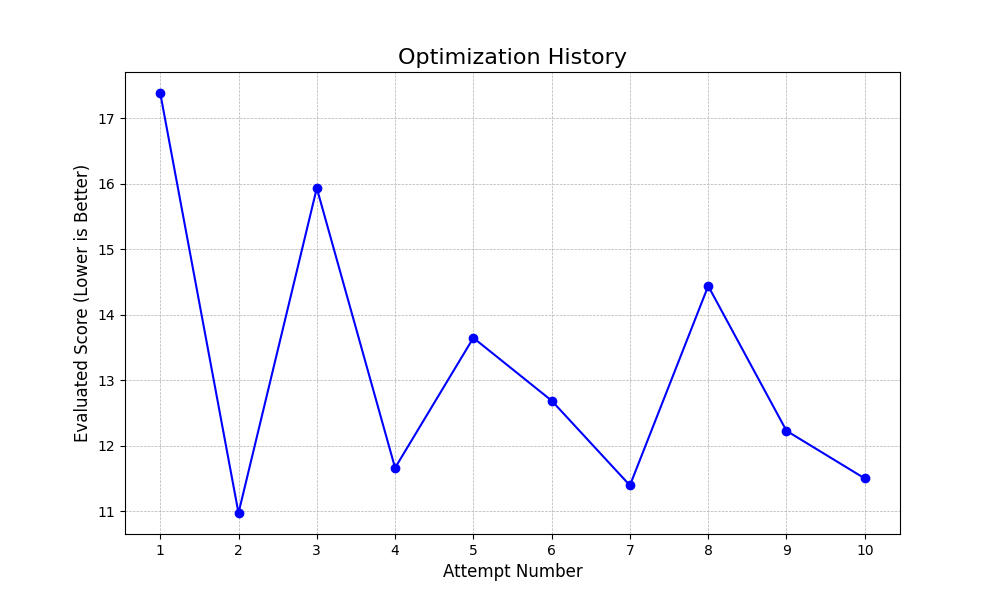 Optimization History
Evaluated Score (Lower is Better)
17
16
15
14
13
12
11
1 2 3 4 5 6 7 8 9 10
Attempt Number